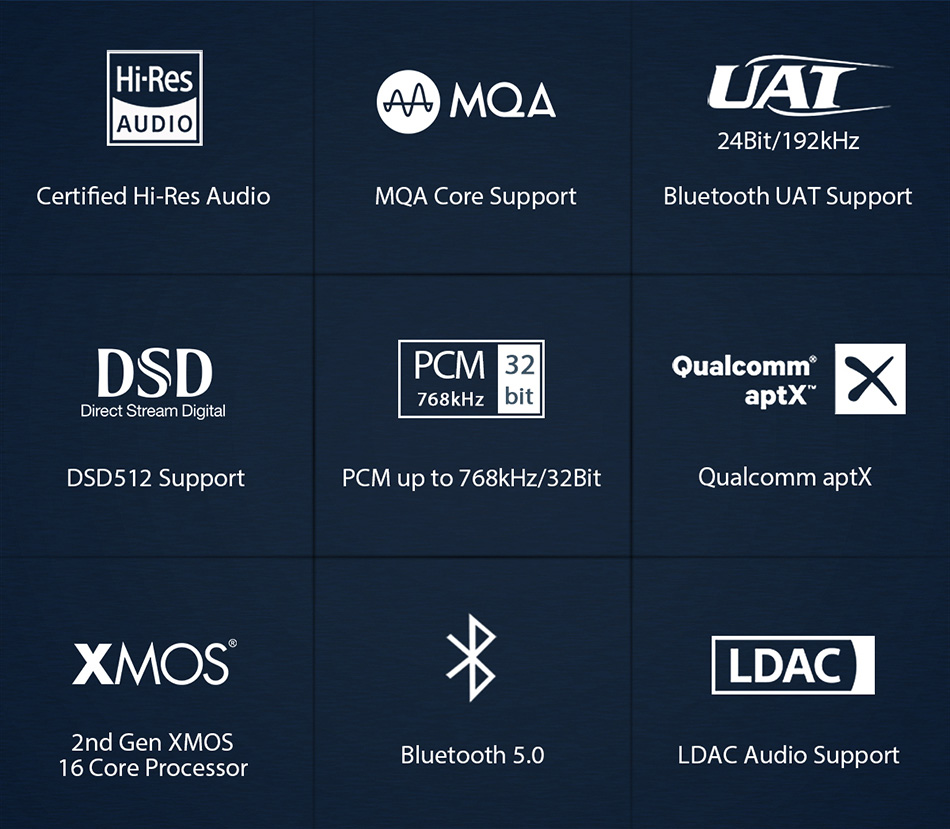 Hi-Res
AUDIO
Certified Hi-Res Audio
MQA
MQA Core Support
UAT
24Bit/192kHz
Bluetooth UAT Support
DSD
Direct Stream Digital
DSD512 Support
PCM 32
768kHz bit
PCM up to 768kHz/32Bit
Qualcomm®
aptX™
Qualcomm aptX
XMOS®
2nd Gen XMOS
16 Core Processor
Bluetooth 5.0
LDAC
LDAC Audio Support